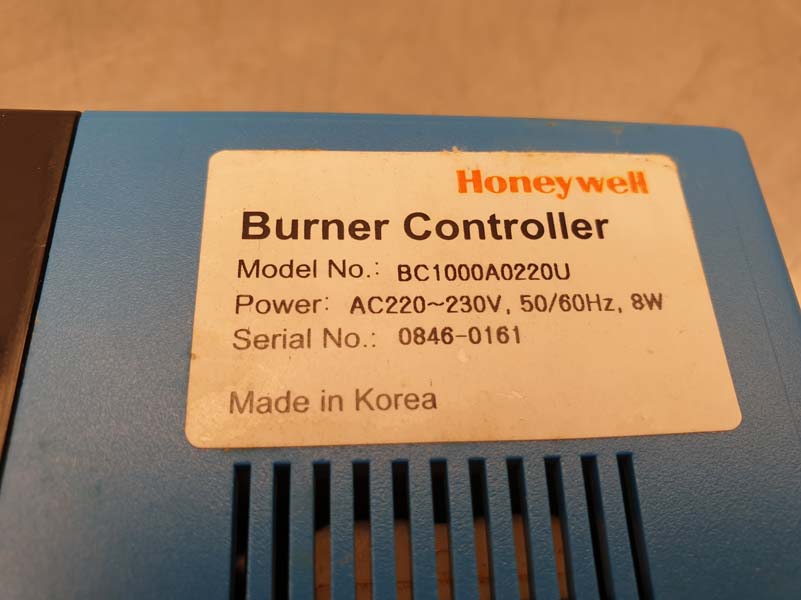 Honeywell
Burner Controller
Model No.: BC1000A0220U
Power: AC220~230V, 50/60Hz, 8W
Serial No.: 0846-0161
Made in Korea